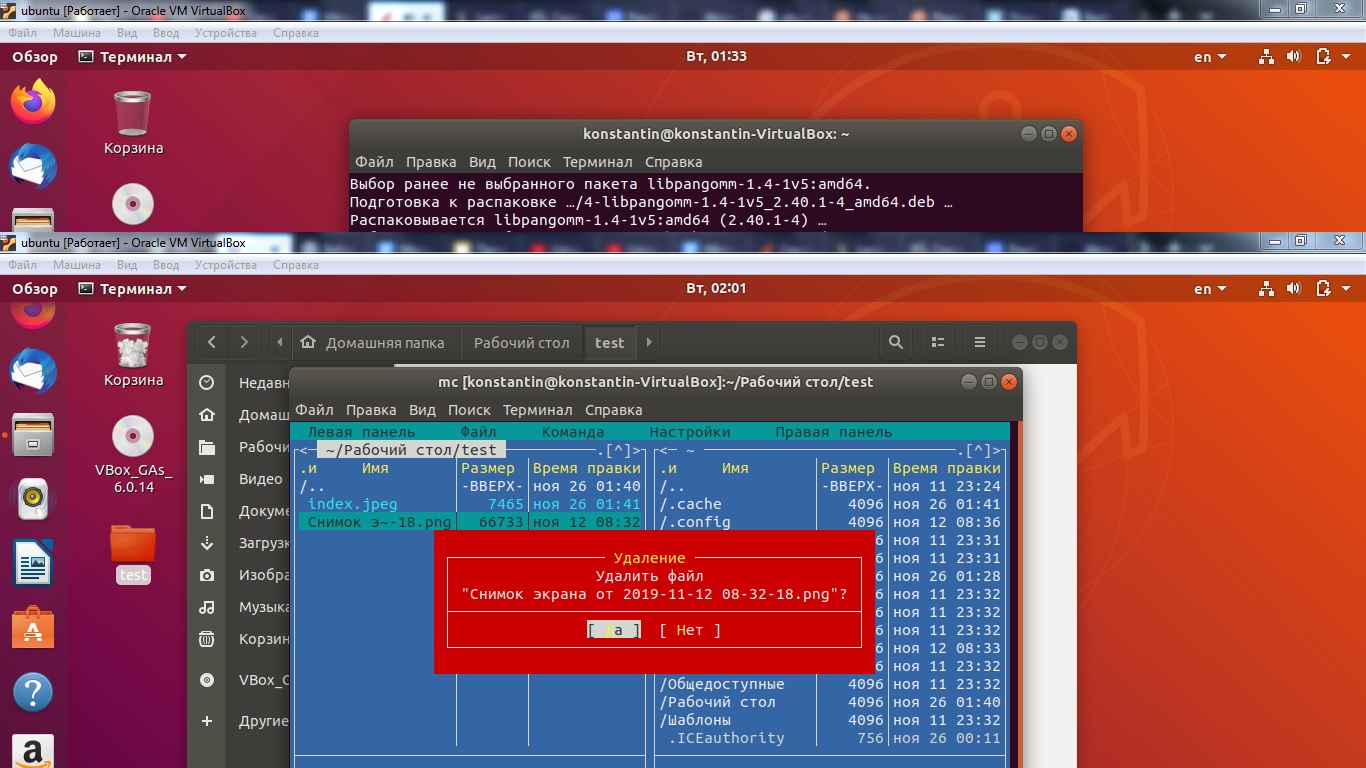 ubuntu [Работает] - Oracle VM VirtualBox
Файл Машина Вид Ввод Устройства Справка
Обзор Терминал Вт, 01:33 en
Корзина
konstantin@konstantin-VirtualBox: ~
Файл Правка Вид Поиск Терминал Справка
Выбор ранее не выбранного пакета libpangomm-1.4-1v5:amd64.
Подготовка к распаковке …/4-libpangomm-1.4-1v5_2.40.1-4_amd64.deb …
Распаковывается libpangomm-1.4-1v5:amd64 (2.40.1-4) …
ubuntu [Работает] - Oracle VM VirtualBox
Файл Машина Вид Ввод Устройства Справка
Обзор Терминал Вт, 02:01 en
Корзина
VBox_GAs_
6.0.14
test
Домашняя папка Рабочий стол test
Недавн
Домаш
Рабочи
Видео
Докуме
Загрузк
Изобра
Музыка
Корзин
VBox_G
Другие
mc [konstantin@konstantin-VirtualBox]:~/Рабочий стол/test
Файл Правка Вид Поиск Терминал Справка
Левая панель Файл Команда Настройки Правая панель
<─ ~/Рабочий стол/test .[^]> <─ ~ .[^]>
.и Имя Размер Время правки .и Имя Размер Время правки
/.. -ВВЕРХ- ноя 26 01:40 /.. -ВВЕРХ- ноя 11 23:24
index.jpeg 7465 ноя 26 01:41 /.cache 4096 ноя 26 01:41
Снимок э~-18.png 66733 ноя 12 08:32 /.config 4096 ноя 12 08:36
6 ноя 11 23:31
Удаление 6 ноя 11 23:31
Удалить файл 6 ноя 26 01:28
"Снимок экрана от 2019-11-12 08-32-18.png"? 6 ноя 11 23:32
6 ноя 11 23:32
[ Да ] [ Нет ] 6 ноя 11 23:32
6 ноя 12 08:33
6 ноя 11 23:32
/Общедоступные 4096 ноя 11 23:32
/Рабочий стол 4096 ноя 26 01:40
/Шаблоны 4096 ноя 11 23:32
.ICEauthority 756 ноя 26 00:11